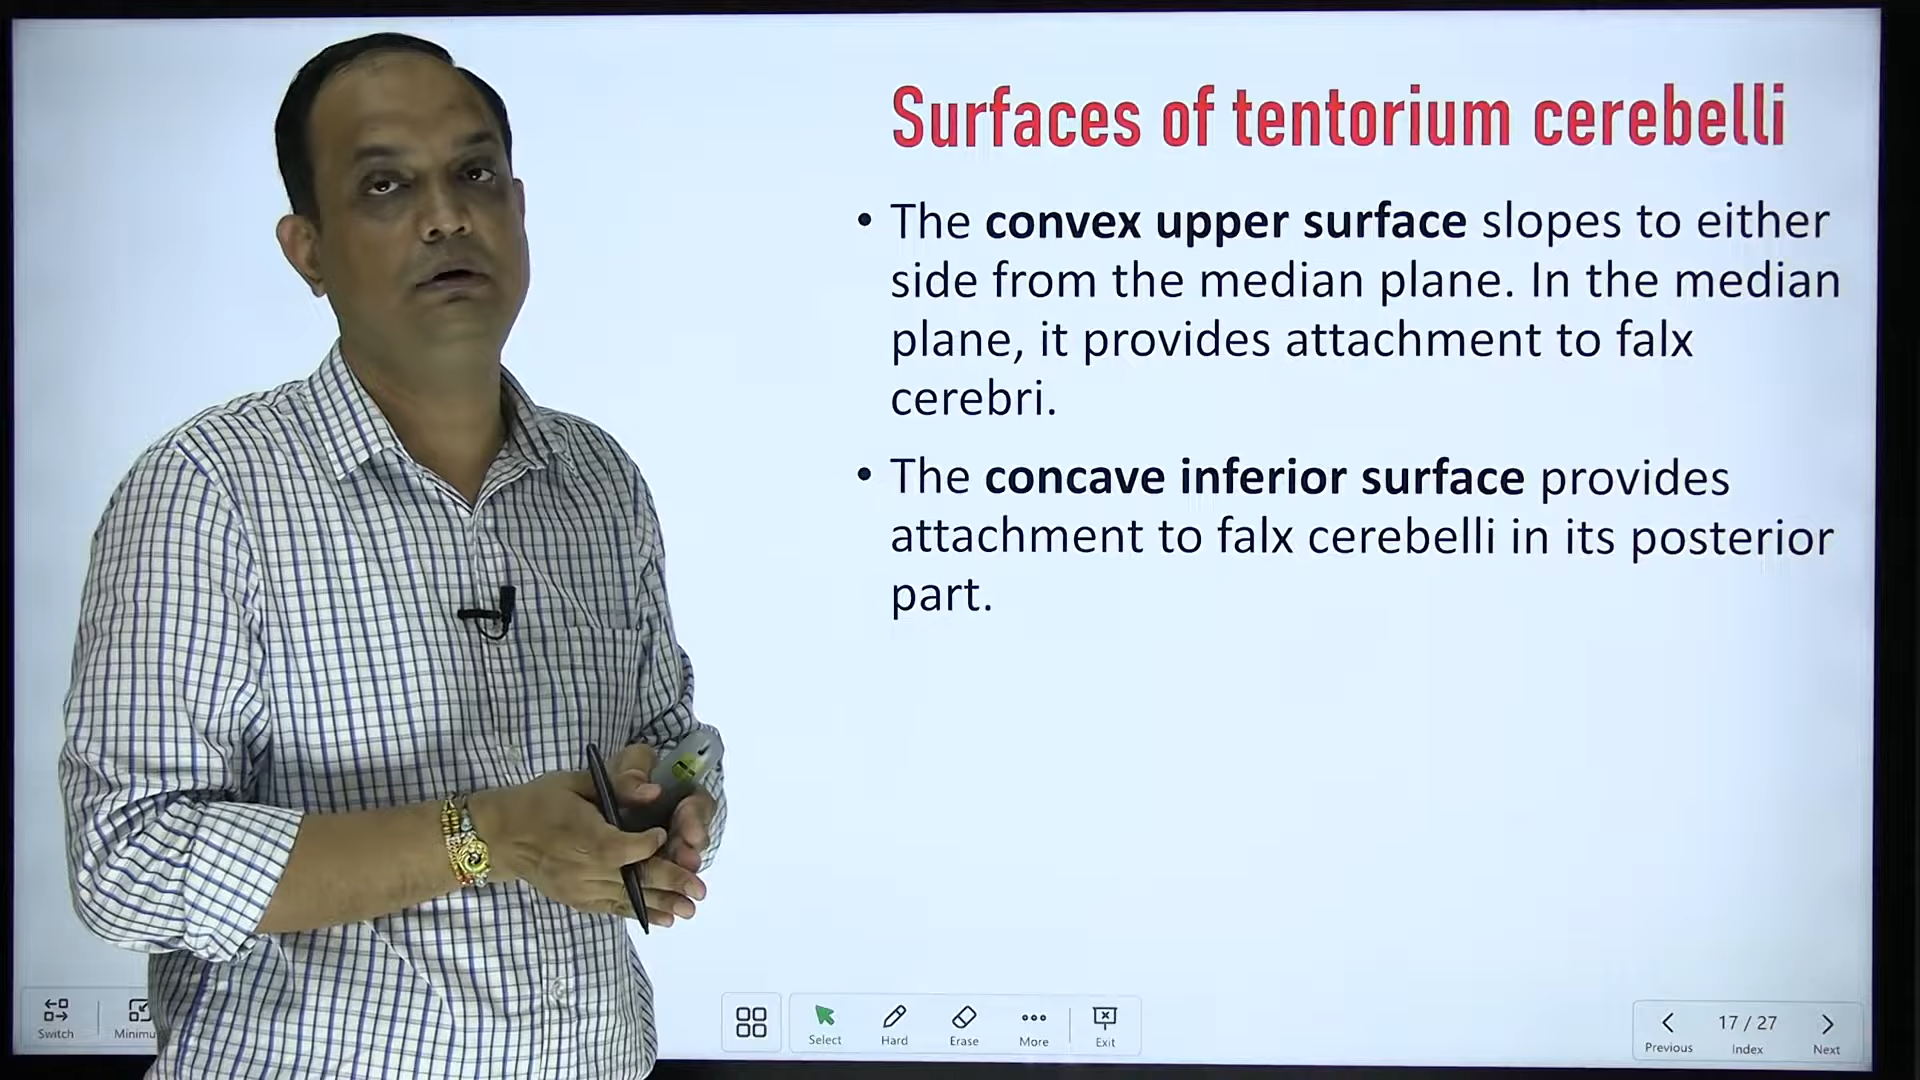 Surfaces of tentorium cerebelli
• The convex upper surface slopes to either
side from the median plane. In the median
plane, it provides attachment to falx
cerebri.
• The concave inferior surface provides
attachment to falx cerebelli in its posterior
part.
Switch
Minimu
Select
Hard
Erase
More
Exit
Previous
17 / 27
Index
Next